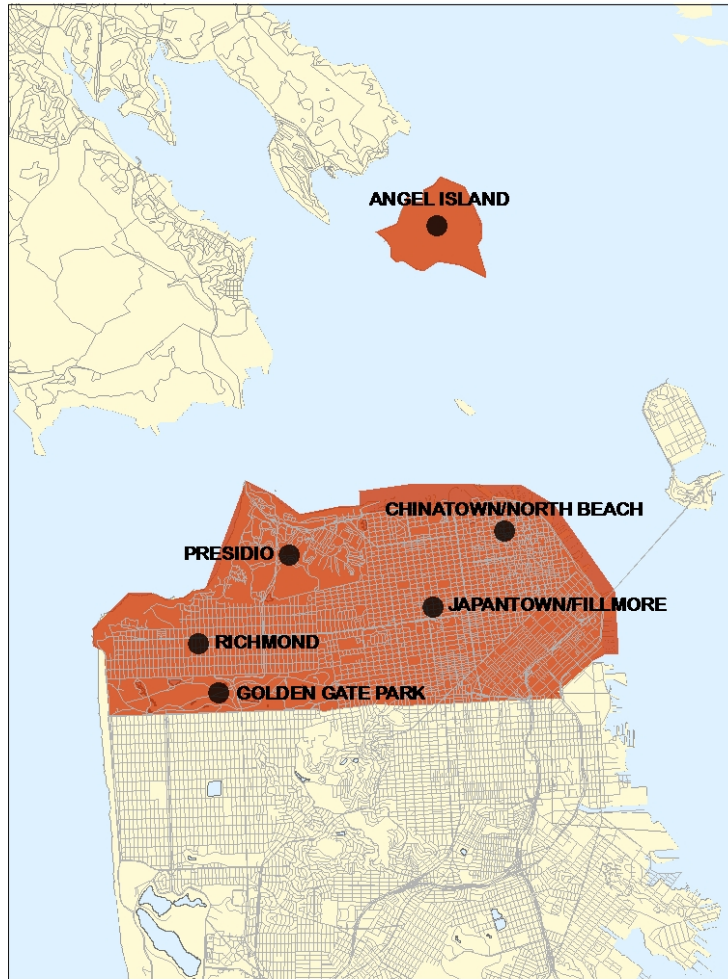 ANGEL ISLAND
CHINATOWN/NORTH BEACH
PRESIDIO
JAPANTOWN/FILLMORE
RICHMOND
GOLDEN GATE PARK